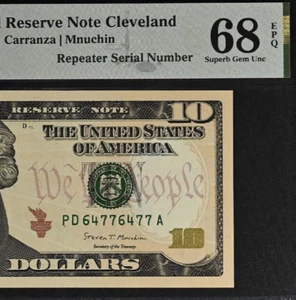 l Reserve Note Cleveland
Carranza | Mnuchin
Repeater Serial Number
68 EPQ
Superb Gem Unc
RESERVE NOTE
10
THE UNITED STATES
OF AMERICA
We the People
PD 64776477 A
Steven T. Mnuchin
Secretary of the Treasury.
10
DOLLARS